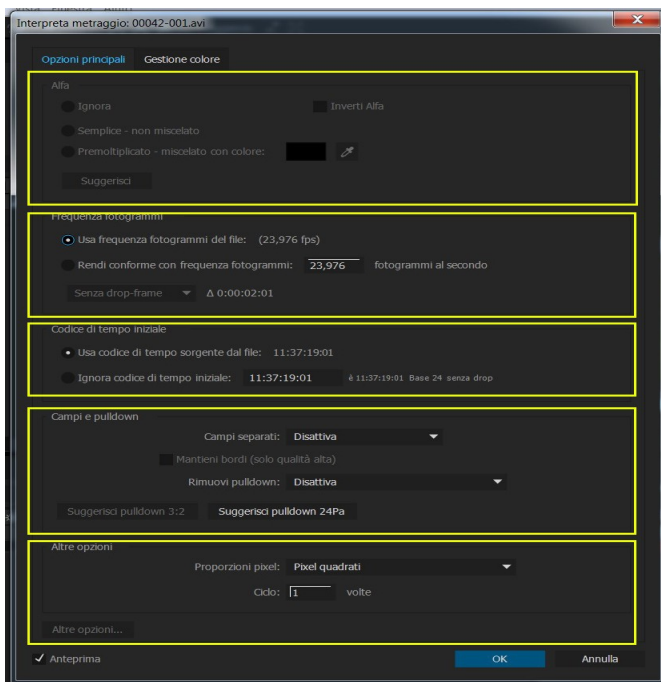 Interpreta metraggio: 00042-001.avi
Opzioni principali Gestione colore
Alfa
Ignora Inverti Alfa
Semplice - non miscelato
Premoltiplicato - miscelato con colore:
Suggerisci
Frequenza fotogrammi
Usa frequenza fotogrammi del file: (23,976 fps)
Rendi conforme con frequenza fotogrammi: 23,976 fotogrammi al secondo
Senza drop-frame Δ 0:00:02:01
Codice di tempo iniziale
Usa codice di tempo sorgente dal file: 11:37:19:01
Ignora codice di tempo iniziale: 11:37:19:01 è 11:37:19:01 Base 24 senza drop
Campi e pulldown
Campi separati: Disattiva
Mantieni bordi (solo qualità alta)
Rimuovi pulldown: Disattiva
Suggerisci pulldown 3:2 Suggerisci pulldown 24Pa
Altre opzioni
Proporzioni pixel: Pixel quadrati
Ciclo: 1 volte
Altre opzioni...
Anteprima OK Annulla